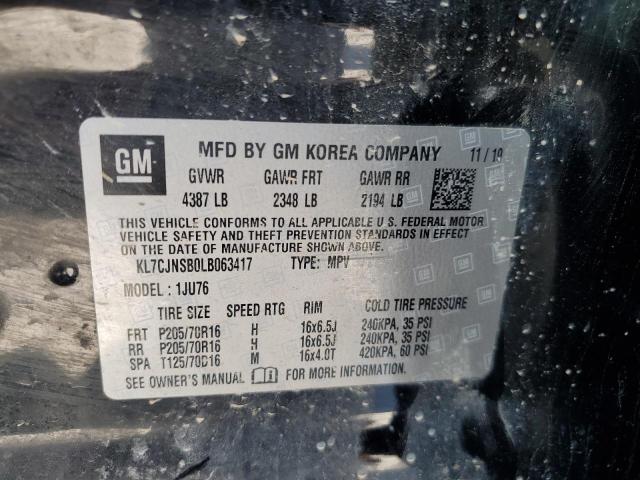 GM MFD BY GM KOREA COMPANY 11/19
GVWR GAWR FRT GAWR RR
4387 LB 2348 LB 2194 LB
THIS VEHICLE CONFORMS TO ALL APPLICABLE U.S. FEDERAL MOTOR
VEHICLE SAFETY AND THEFT PREVENTION STANDARDS IN EFFECT
ON THE DATE OF MANUFACTURE SHOWN ABOVE.
KL7CJNSB0LB063417 TYPE: MPV
MODEL: 1JU76
TIRE SIZE SPEED RTG RIM COLD TIRE PRESSURE
FRT P205/70R16 H 16x6.5J 240KPA, 35 PSI
RR P205/70R16 H 16x6.5J 240KPA, 35 PSI
SPA T125/70D16 M 16x4.0T 420KPA, 60 PSI
SEE OWNER'S MANUAL FOR MORE INFORMATION.